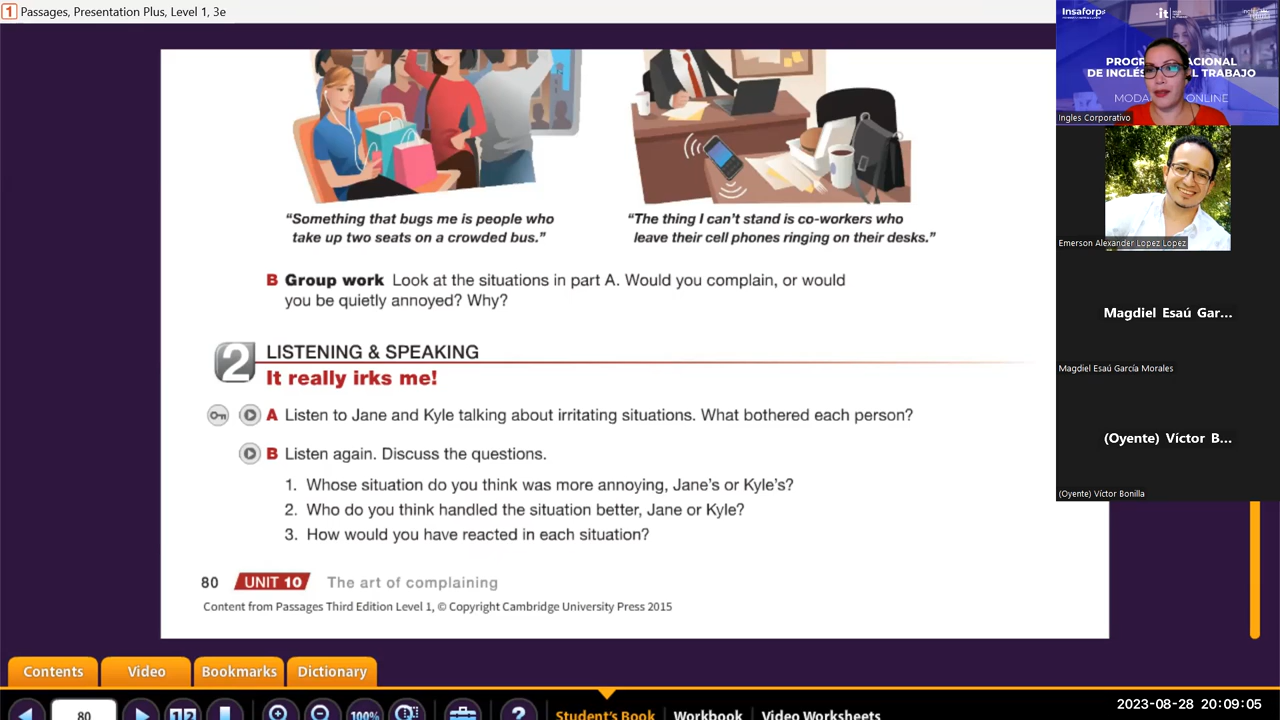 1 Passages, Presentation Plus, Level 1, 3e
"Something that bugs me is people who
take up two seats on a crowded bus."
"The thing I can't stand is co-workers who
leave their cell phones ringing on their desks."
B Group work Look at the situations in part A. Would you complain, or would
you be quietly annoyed? Why?
2 LISTENING & SPEAKING
It really irks me!
A Listen to Jane and Kyle talking about irritating situations. What bothered each person?
B Listen again. Discuss the questions.
1. Whose situation do you think was more annoying, Jane's or Kyle's?
2. Who do you think handled the situation better, Jane or Kyle?
3. How would you have reacted in each situation?
80 UNIT 10 The art of complaining
Content from Passages Third Edition Level 1, © Copyright Cambridge University Press 2015
Contents Video Bookmarks Dictionary
80 1 2 100% ? Student's Book Workbook Video Worksheets
Insaforp
it
DE INGLÉS
L TRABAJO
ONLINE
Ingles Corporativo
Emerson Alexander Lopez Lopez
Magdiel Esaú Gar...
Magdiel Esaú García Morales
(Oyente) Víctor B...
(Oyente) Víctor Bonilla
2023-08-28 20:09:05